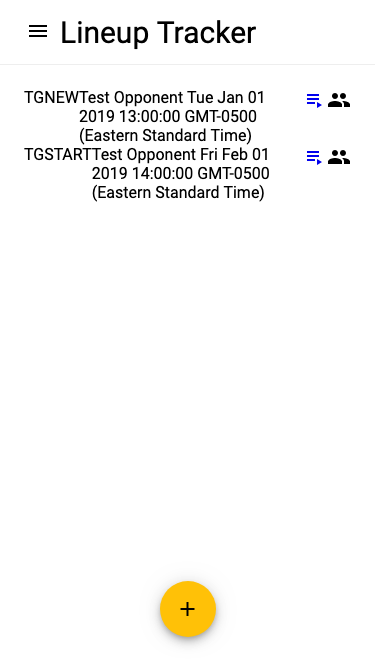 Lineup Tracker
TGNEWTest Opponent Tue Jan 01
2019 13:00:00 GMT-0500
(Eastern Standard Time)
TGSTARTTest Opponent Fri Feb 01
2019 14:00:00 GMT-0500
(Eastern Standard Time)
+